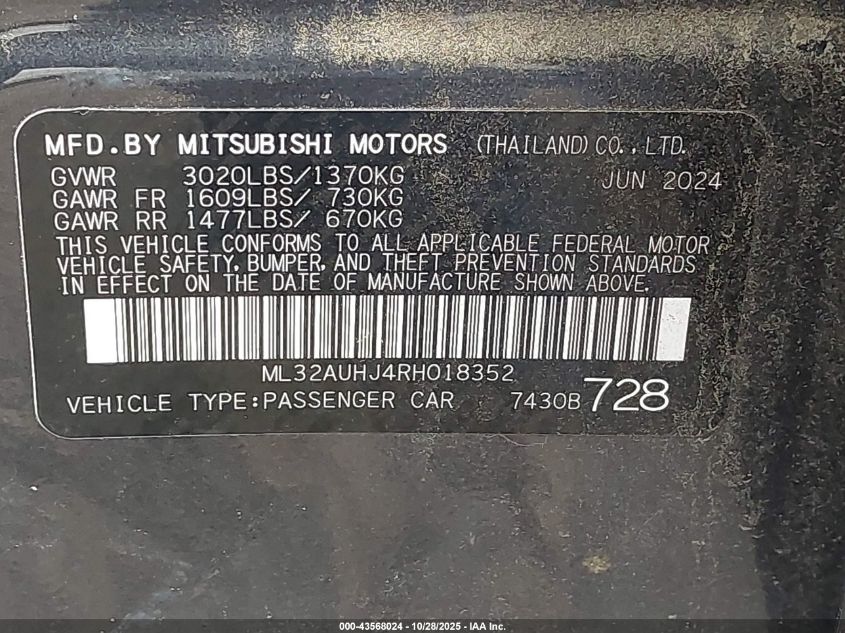 MFD.BY MITSUBISHI MOTORS (THAILAND) CO., LTD.
GVWR 3020LBS/1370KG JUN 2024
GAWR FR 1609LBS/ 730KG
GAWR RR 1477LBS/ 670KG
THIS VEHICLE CONFORMS TO ALL APPLICABLE FEDERAL MOTOR
VEHICLE SAFETY, BUMPER, AND THEFT PREVENTION STANDARDS
IN EFFECT ON THE DATE OF MANUFACTURE SHOWN ABOVE.
ML32AUHJ4RH018352
VEHICLE TYPE:PASSENGER CAR 7430B 728
000-43568024 - 10/28/2025 - IAA Inc.